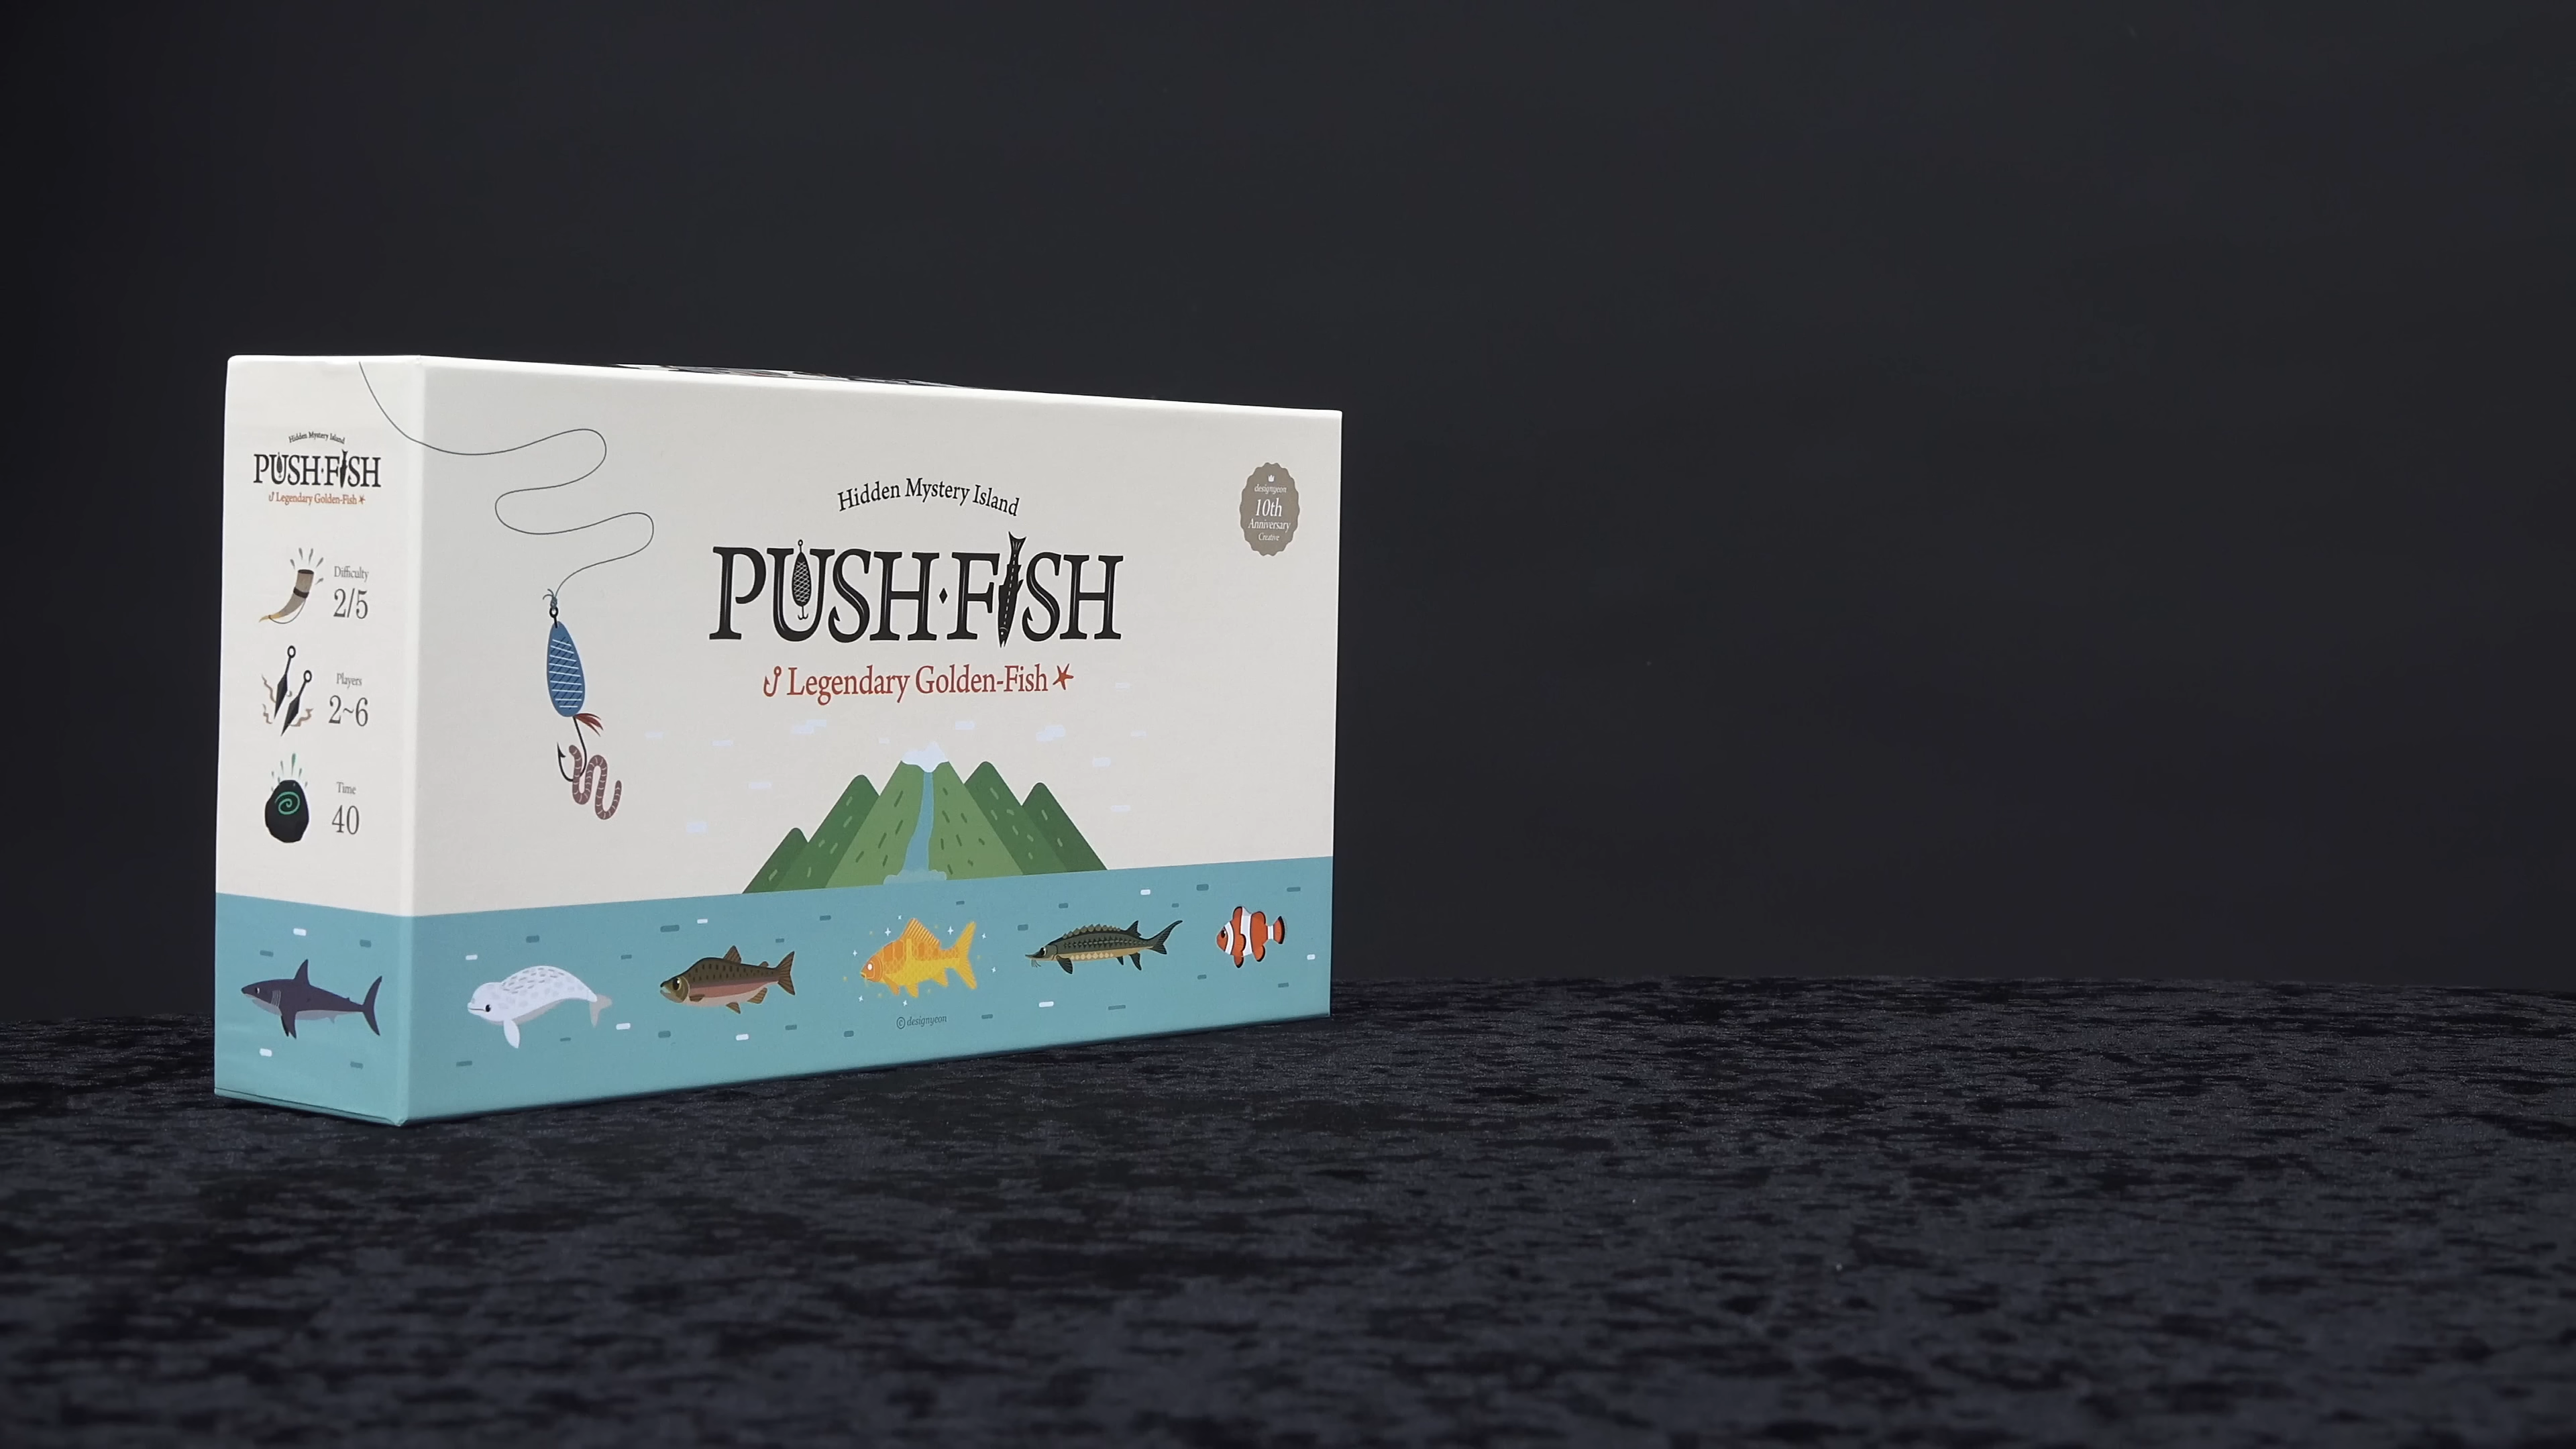 Hidden Mystery Island
PUSH·FISH
Legendary Golden-Fish
Difficulty
2/5
Players
2~6
Time
40
Hidden Mystery Island
PUSH·FISH
Legendary Golden-Fish
designyeon
10th
Anniversary
Creative
© designyeon